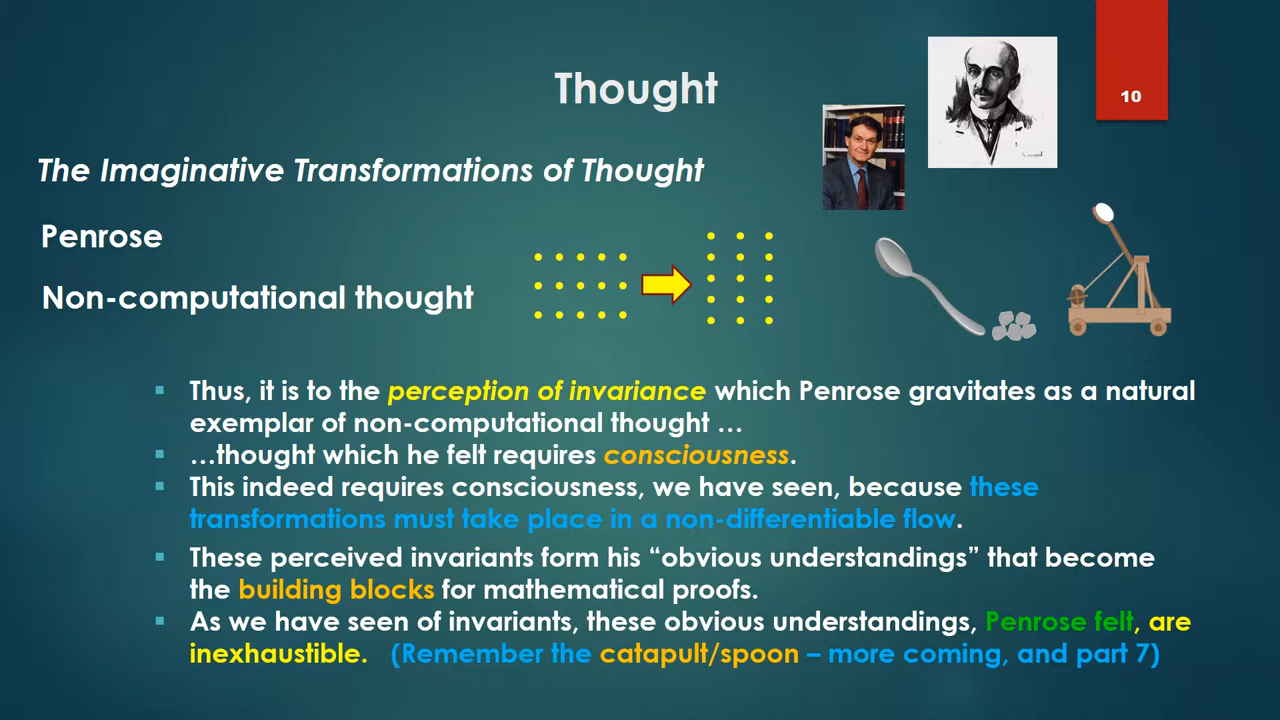 Thought
10
The Imaginative Transformations of Thought
Penrose
Non-computational thought
▪ Thus, it is to the perception of invariance which Penrose gravitates as a natural
exemplar of non-computational thought …
▪ …thought which he felt requires consciousness.
▪ This indeed requires consciousness, we have seen, because these
transformations must take place in a non-differentiable flow.
▪ These perceived invariants form his “obvious understandings” that become
the building blocks for mathematical proofs.
▪ As we have seen of invariants, these obvious understandings, Penrose felt, are
inexhaustible. (Remember the catapult/spoon – more coming, and part 7)